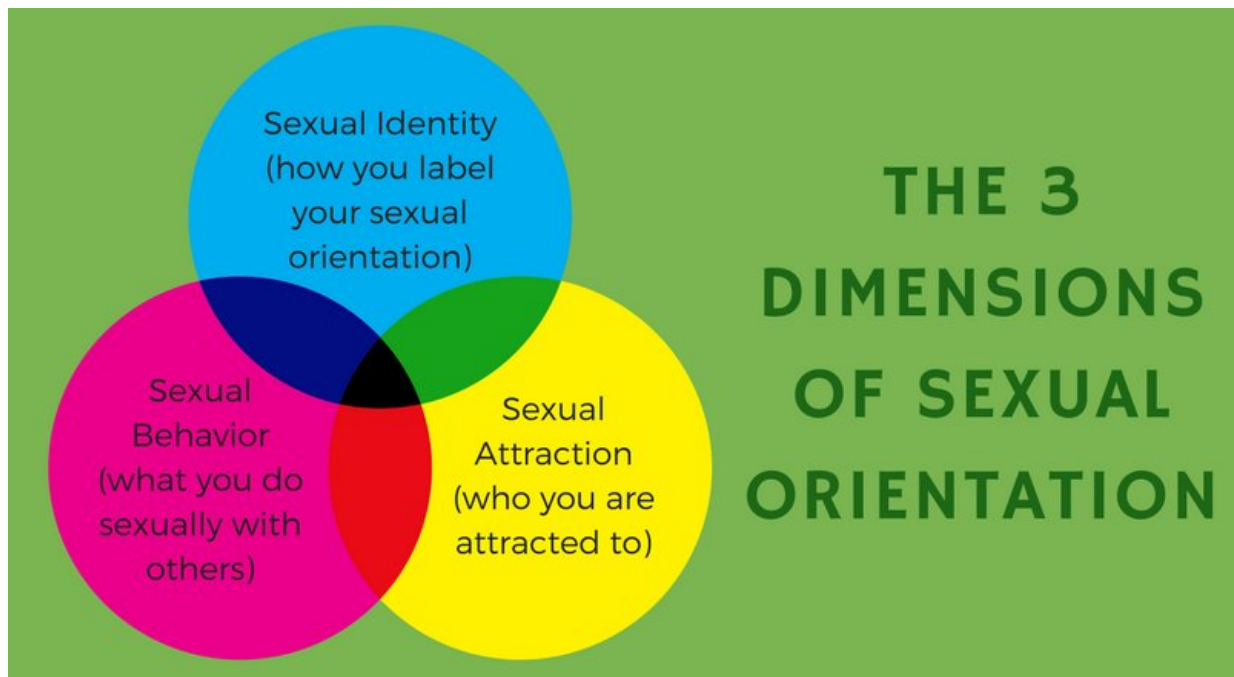 Sexual Identity
(how you label
your sexual
orientation)
Sexual
Behavior
(what you do
sexually with
others)
Sexual
Attraction
(who you are
attracted to)
THE 3
DIMENSIONS
OF SEXUAL
ORIENTATION